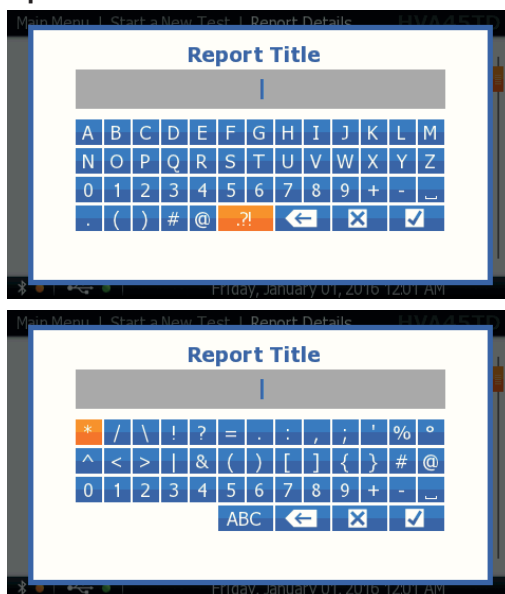 Main Menu | Start a New Test | Report Details HVA45TD
Report Title
A B C D E F G H I J K L M
N O P Q R S T U V W X Y Z
0 1 2 3 4 5 6 7 8 9 + - ⎵
. ( ) # @ .?! ← ☒ ☑
Friday, January 01, 2016 12:01 AM
Main Menu | Start a New Test | Report Details HVA45TD
Report Title
* / \ ! ? = . : , ; ' % °
^ < > | & ( ) [ ] { } # @
0 1 2 3 4 5 6 7 8 9 + - ⎵
ABC ← ☒ ☑
Friday, January 01, 2016 12:01 AM